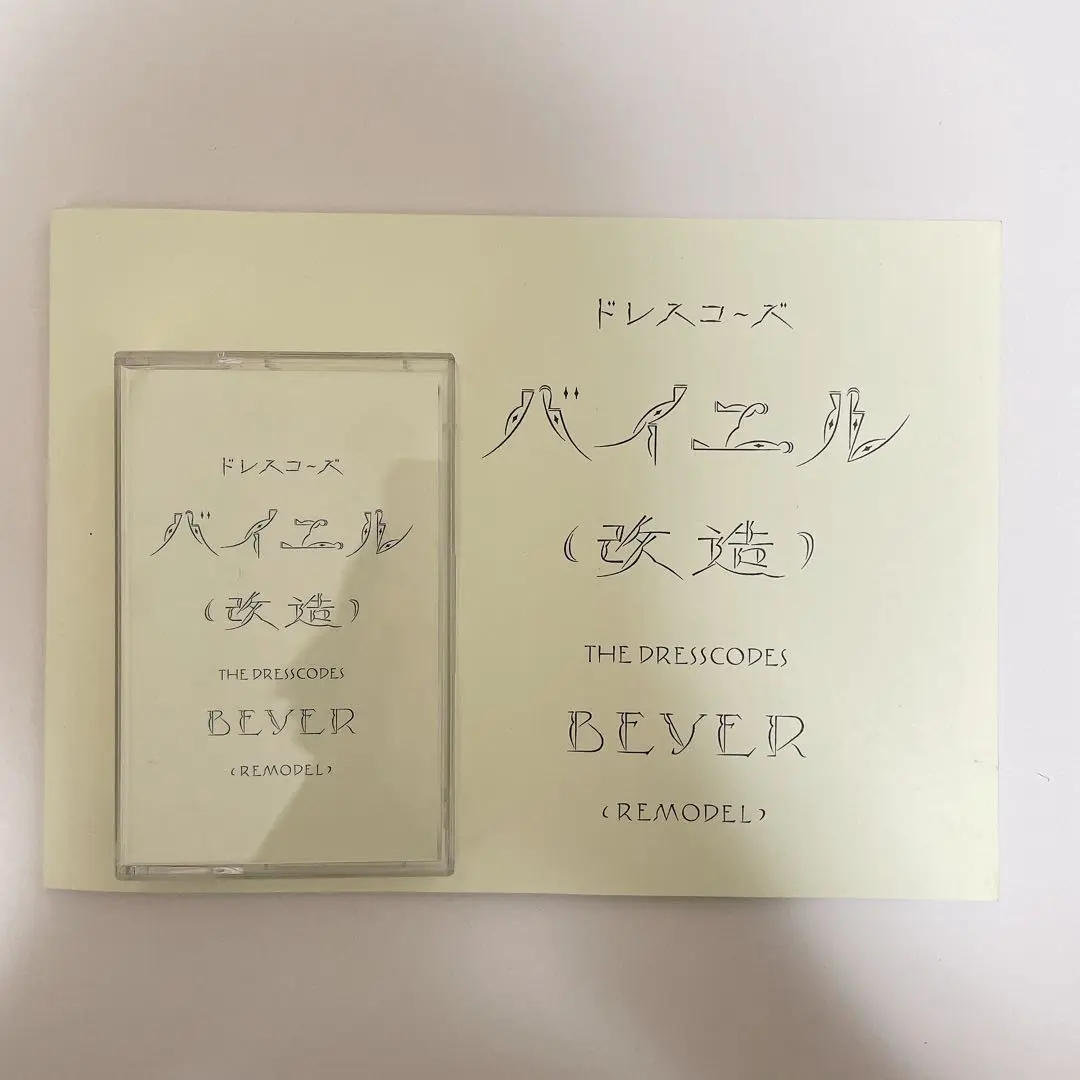 ドレスコーズ
バイエル
(改造)
THE DRESSCODES
BEYER
(REMODEL)
ドレスコーズ
バイエル
(改造)
THE DRESSCODES
BEYER
(REMODEL)